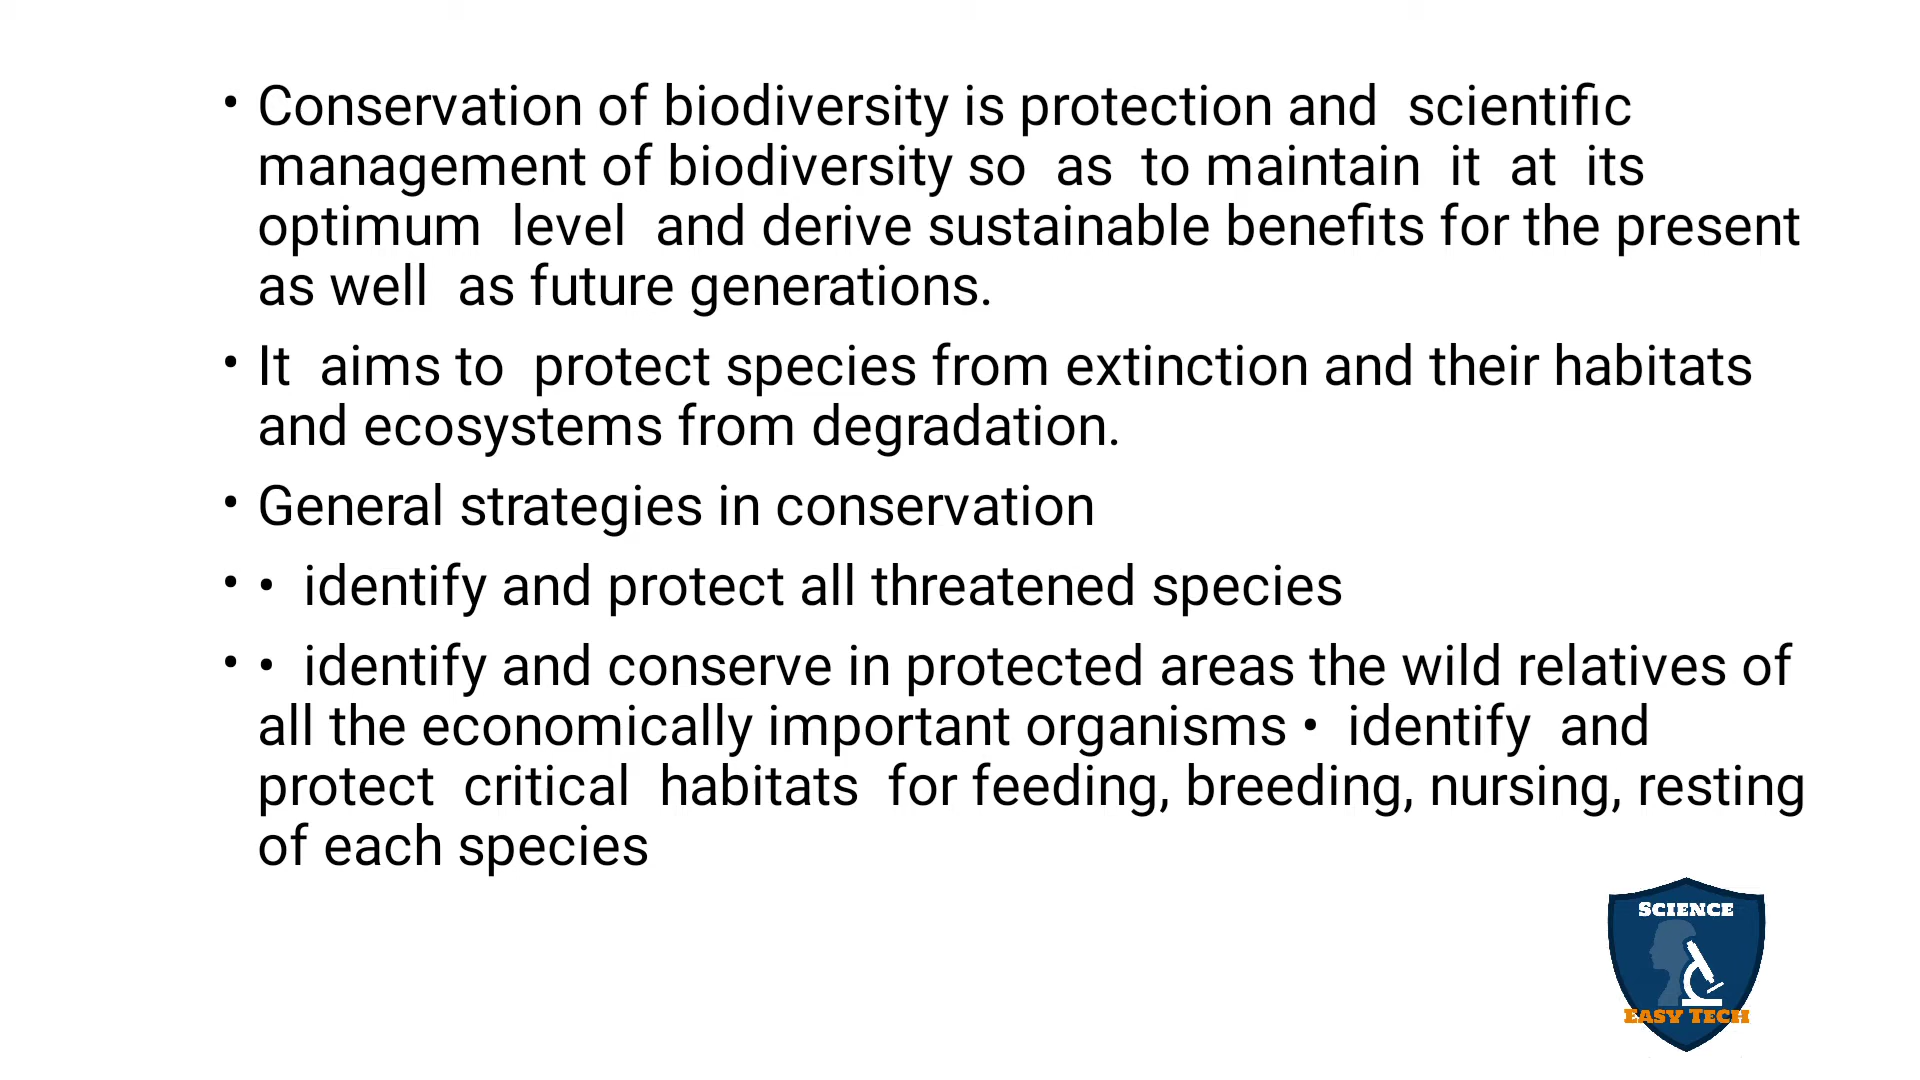 • Conservation of biodiversity is protection and  scientific
management of biodiversity so  as  to maintain  it  at  its
optimum  level  and derive sustainable benefits for the present
as well  as future generations.
• It  aims to  protect species from extinction and their habitats
and ecosystems from degradation.
• General strategies in conservation
• •  identify and protect all threatened species
• •  identify and conserve in protected areas the wild relatives of
all the economically important organisms •  identify  and
protect  critical  habitats  for feeding, breeding, nursing, resting
of each species
SCIENCE
EASY TECH